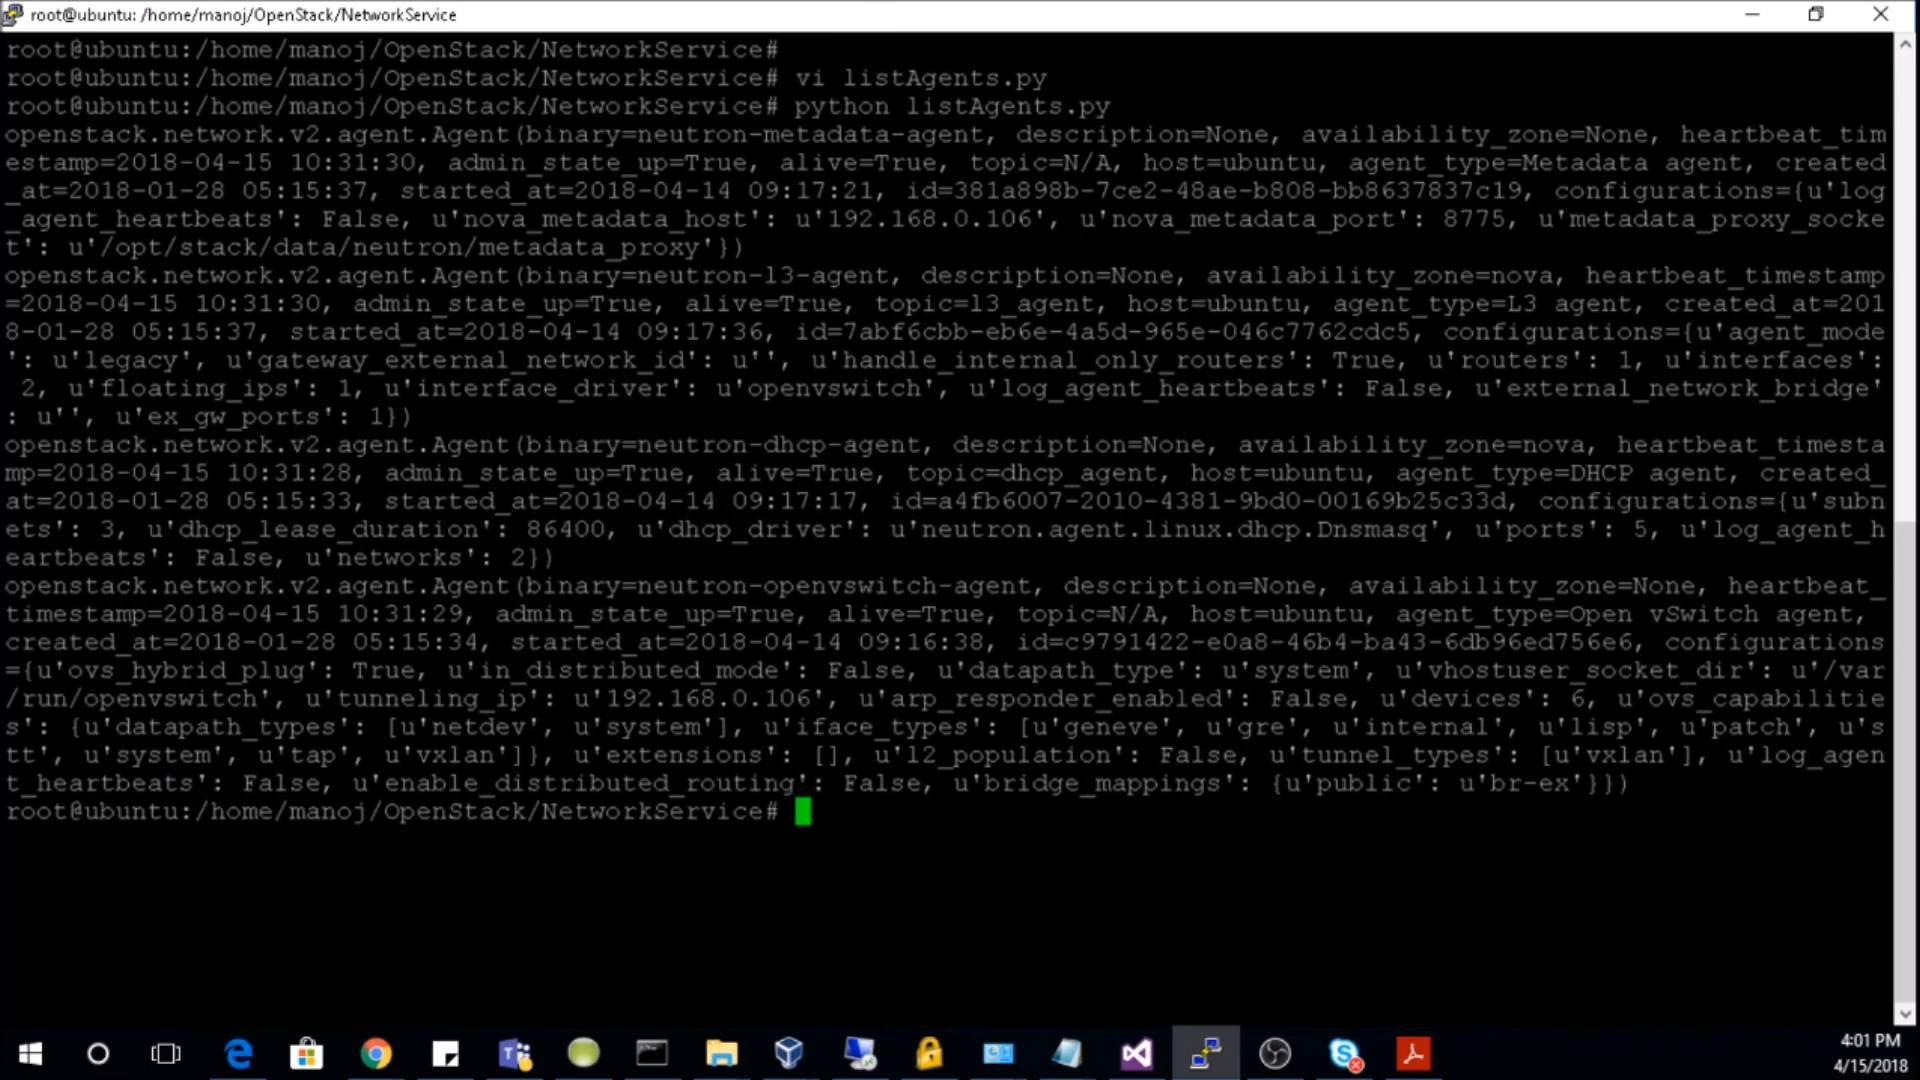 root@ubuntu: /home/manoj/OpenStack/NetworkService
root@ubuntu:/home/manoj/OpenStack/NetworkService#
root@ubuntu:/home/manoj/OpenStack/NetworkService# vi listAgents.py
root@ubuntu:/home/manoj/OpenStack/NetworkService# python listAgents.py
openstack.network.v2.agent.Agent(binary=neutron-metadata-agent, description=None, availability_zone=None, heartbeat_tim
estamp=2018-04-15 10:31:30, admin_state_up=True, alive=True, topic=N/A, host=ubuntu, agent_type=Metadata agent, created
_at=2018-01-28 05:15:37, started_at=2018-04-14 09:17:21, id=381a898b-7ce2-48ae-b808-bb8637837c19, configurations={u'log
_agent_heartbeats': False, u'nova_metadata_host': u'192.168.0.106', u'nova_metadata_port': 8775, u'metadata_proxy_socke
t': u'/opt/stack/data/neutron/metadata_proxy'})
openstack.network.v2.agent.Agent(binary=neutron-l3-agent, description=None, availability_zone=nova, heartbeat_timestamp
=2018-04-15 10:31:30, admin_state_up=True, alive=True, topic=l3_agent, host=ubuntu, agent_type=L3 agent, created_at=201
8-01-28 05:15:37, started_at=2018-04-14 09:17:36, id=7abf6cbb-eb6e-4a5d-965e-046c7762cdc5, configurations={u'agent_mode
': u'legacy', u'gateway_external_network_id': u'', u'handle_internal_only_routers': True, u'routers': 1, u'interfaces':
 2, u'floating_ips': 1, u'interface_driver': u'openvswitch', u'log_agent_heartbeats': False, u'external_network_bridge'
: u'', u'ex_gw_ports': 1})
openstack.network.v2.agent.Agent(binary=neutron-dhcp-agent, description=None, availability_zone=nova, heartbeat_timesta
mp=2018-04-15 10:31:28, admin_state_up=True, alive=True, topic=dhcp_agent, host=ubuntu, agent_type=DHCP agent, created_
at=2018-01-28 05:15:33, started_at=2018-04-14 09:17:17, id=a4fb6007-2010-4381-9bd0-00169b25c33d, configurations={u'subn
ets': 3, u'dhcp_lease_duration': 86400, u'dhcp_driver': u'neutron.agent.linux.dhcp.Dnsmasq', u'ports': 5, u'log_agent_h
eartbeats': False, u'networks': 2})
openstack.network.v2.agent.Agent(binary=neutron-openvswitch-agent, description=None, availability_zone=None, heartbeat_
timestamp=2018-04-15 10:31:29, admin_state_up=True, alive=True, topic=N/A, host=ubuntu, agent_type=Open vSwitch agent,
created_at=2018-01-28 05:15:34, started_at=2018-04-14 09:16:38, id=c9791422-e0a8-46b4-ba43-6db96ed756e6, configurations
={u'ovs_hybrid_plug': True, u'in_distributed_mode': False, u'datapath_type': u'system', u'vhostuser_socket_dir': u'/var
/run/openvswitch', u'tunneling_ip': u'192.168.0.106', u'arp_responder_enabled': False, u'devices': 6, u'ovs_capabilitie
s': {u'datapath_types': [u'netdev', u'system'], u'iface_types': [u'geneve', u'gre', u'internal', u'lisp', u'patch', u's
tt', u'system', u'tap', u'vxlan']}, u'extensions': [], u'l2_population': False, u'tunnel_types': [u'vxlan'], u'log_agen
t_heartbeats': False, u'enable_distributed_routing': False, u'bridge_mappings': {u'public': u'br-ex'}})
root@ubuntu:/home/manoj/OpenStack/NetworkService#
4:01 PM
4/15/2018